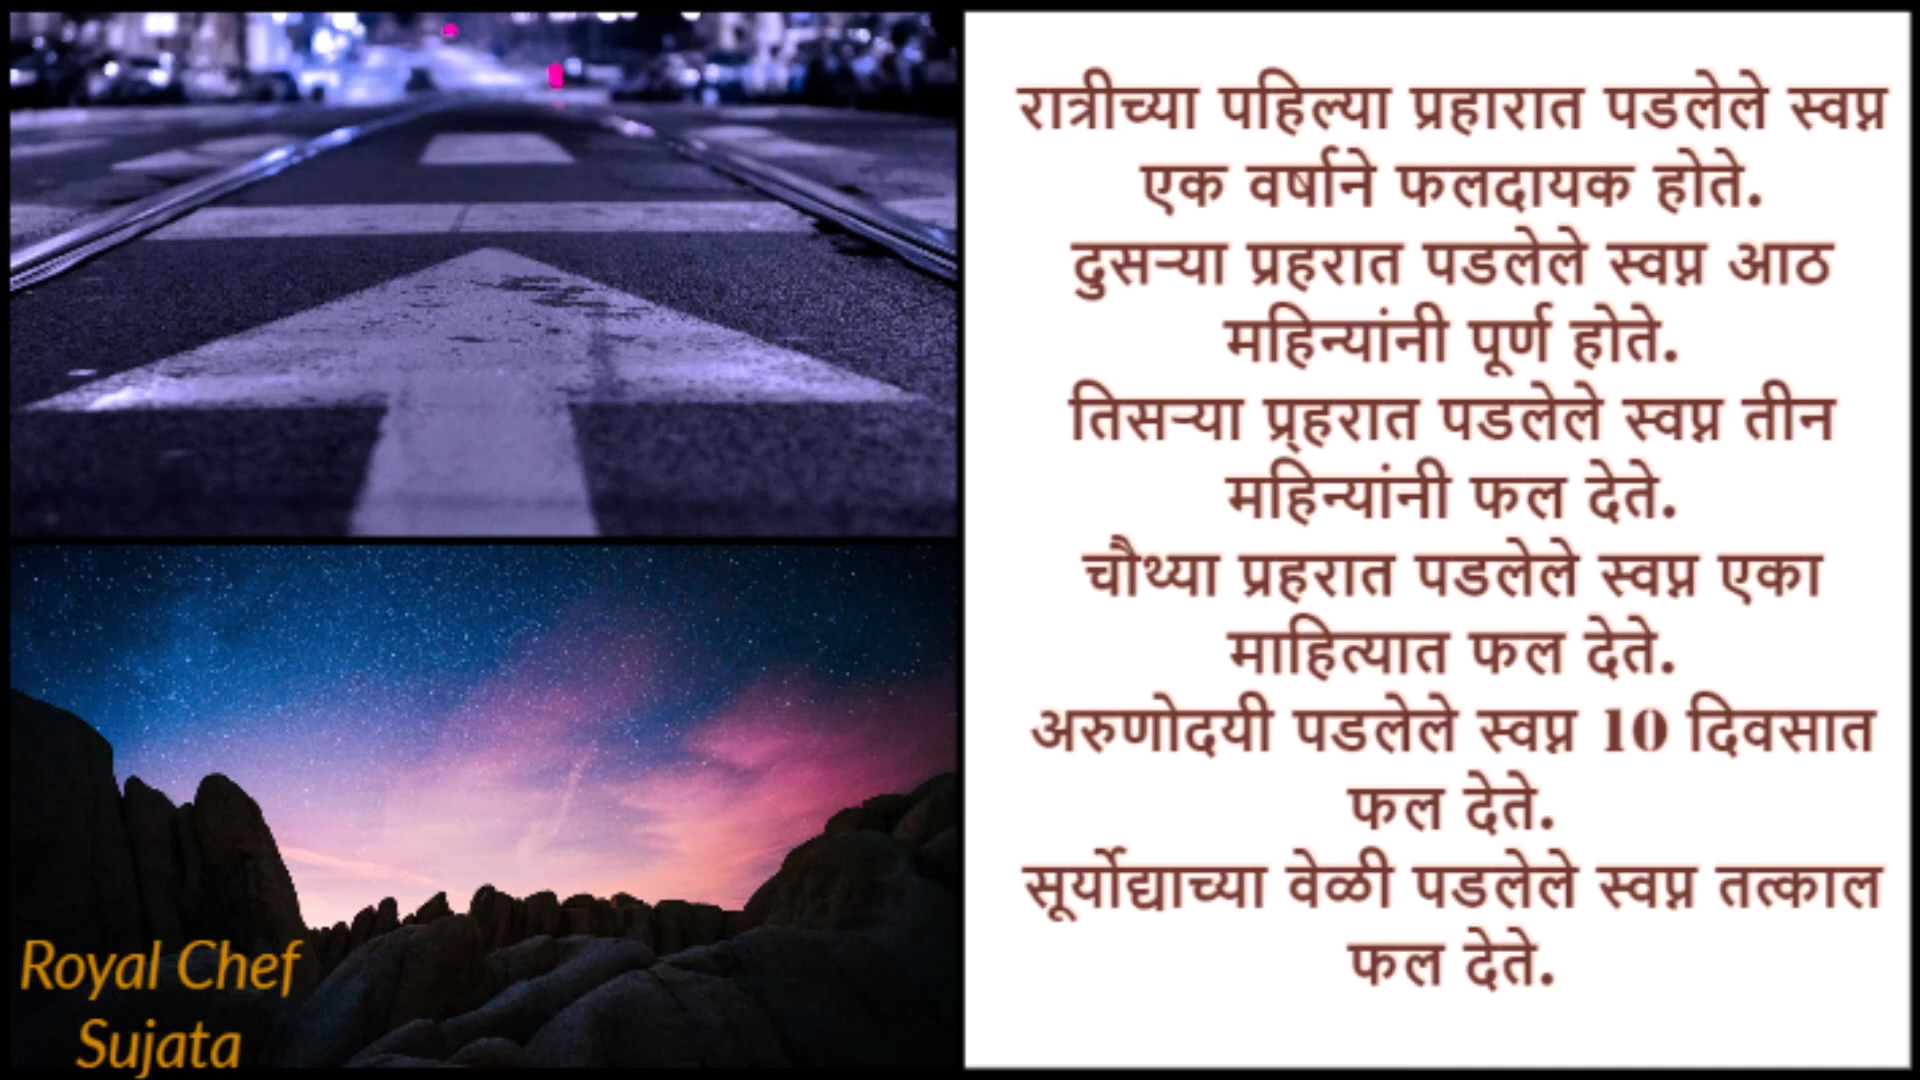 रात्रीच्या पहिल्या प्रहारात पडलेले स्वप्न
एक वर्षाने फलदायक होते.
दुसऱ्या प्रहरात पडलेले स्वप्न आठ
महिन्यांनी पूर्ण होते.
तिसऱ्या प्र्हरात पडलेले स्वप्न तीन
महिन्यांनी फल देते.
चौथ्या प्रहरात पडलेले स्वप्न एका
माहित्यात फल देते.
अरुणोदयी पडलेले स्वप्न 10 दिवसात
फल देते.
सूर्योद्याच्या वेळी पडलेले स्वप्न तत्काल
फल देते.
Royal Chef
Sujata